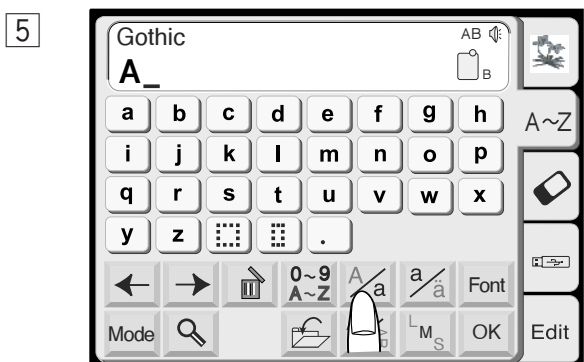 5
Gothic AB
A_ B
a b c d e f g h
A~Z
i j k l m n o p
q r s t u v w x
y z .
0~9 A/a a/ä Font
A~Z
Mode L M S OK Edit